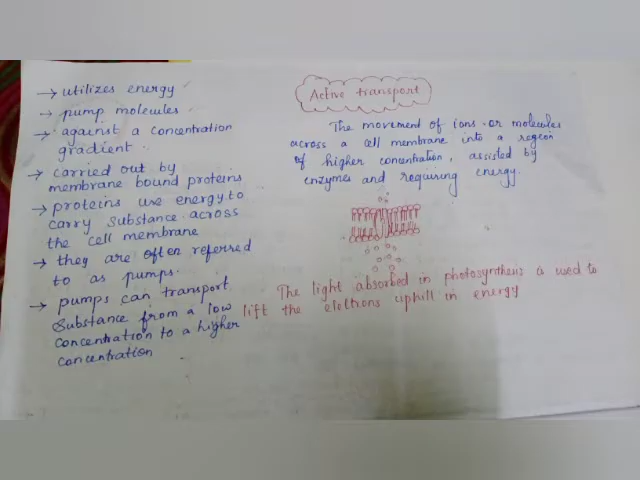 → utilizes energy
→ pump molecules.
→ against a concentration
gradient.
→ carried out by
membrane bound proteins
→ proteins use energy to
carry substance across
the cell membrane
→ they are often referred
to as pumps.
→ pumps can transport
Substance from a low
concentration to a higher
concentration
Active transport
The movement of ions or molecules
across a cell membrane into a region
of higher concentration, assisted by
enzymes and requiring energy.
The light absorbed in photosynthesis is used to
lift the elettrons uphill in energy